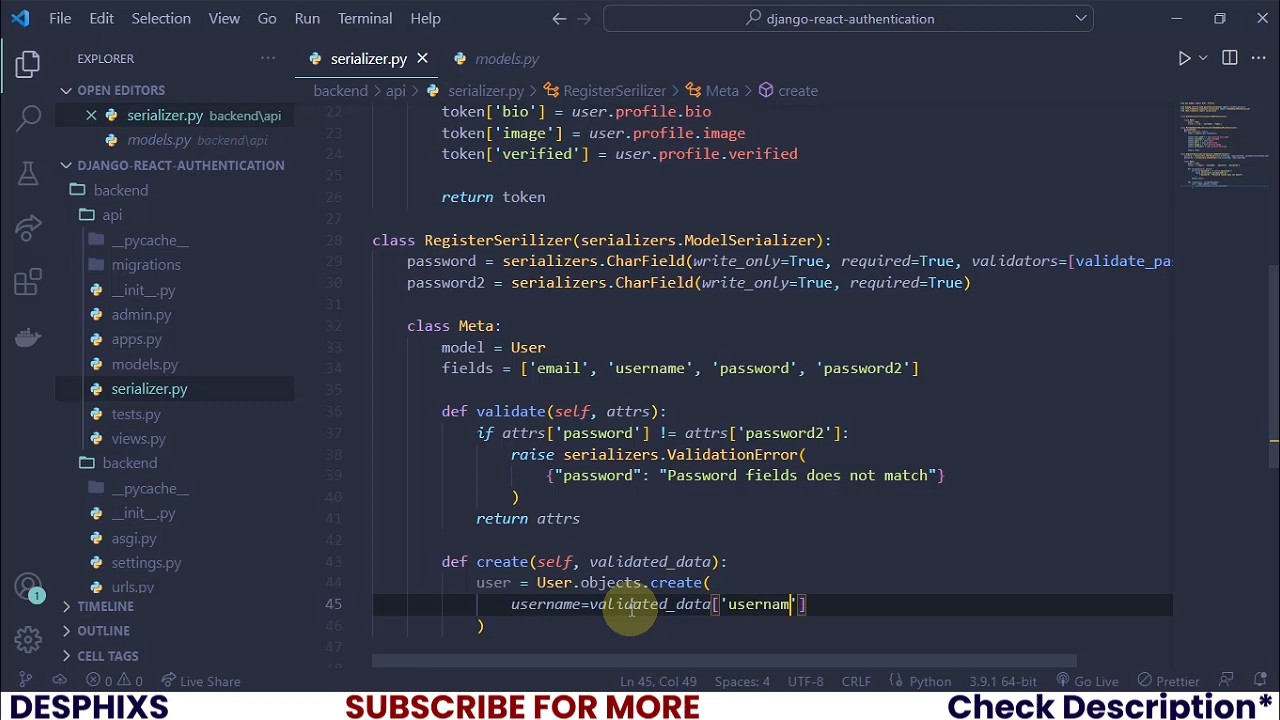 File Edit Selection View Go Run Terminal Help
django-react-authentication
EXPLORER
OPEN EDITORS
serializer.py backend\api
models.py backend\api
DJANGO-REACT-AUTHENTICATION
backend
api
__pycache__
migrations
__init__.py
admin.py
apps.py
models.py
serializer.py
tests.py
views.py
backend
__pycache__
__init__.py
asgi.py
settings.py
urls.py
TIMELINE
OUTLINE
CELL TAGS
1
serializer.py
models.py
backend > api > serializer.py > RegisterSerilizer > Meta > create
22 token['bio'] = user.profile.bio
23 token['image'] = user.profile.image
24 token['verified'] = user.profile.verified
25
26 return token
27
28 class RegisterSerilizer(serializers.ModelSerializer):
29 password = serializers.CharField(write_only=True, required=True, validators=[validate_pas
30 password2 = serializers.CharField(write_only=True, required=True)
31
32 class Meta:
33 model = User
34 fields = ['email', 'username', 'password', 'password2']
35
36 def validate(self, attrs):
37 if attrs['password'] != attrs['password2']:
38 raise serializers.ValidationError(
39 {"password": "Password fields does not match"}
40 )
41 return attrs
42
43 def create(self, validated_data):
44 user = User.objects.create(
45 username=validated_data['usernam']
46 )
47
48
0 0 Live Share Ln 45, Col 49 Spaces: 4 UTF-8 CRLF Python 3.9.1 64-bit Go Live Prettier
DESPHIXS SUBSCRIBE FOR MORE Check Description*